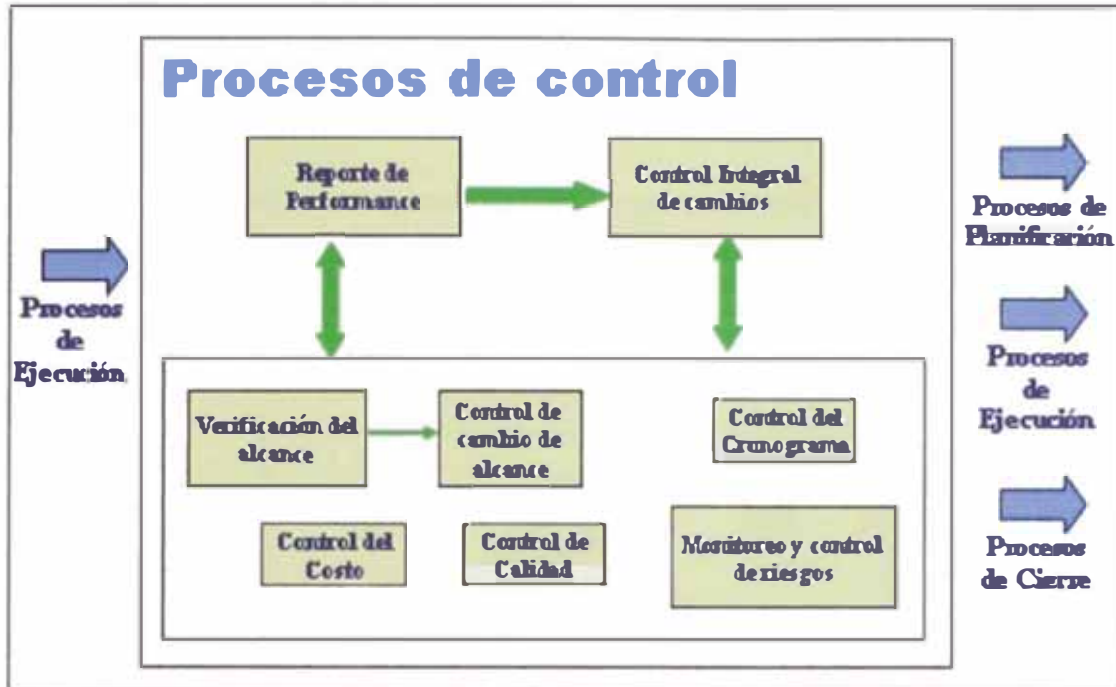 Procesos de control
Reporte de
Performance
Control Integral
de cambios
Procesos
de
Ejecución
Verificación del
alcance
Control de
cambio de
alcance
Control del
Cronograma
Control del
Costo
Control de
Calidad
Monitoreo y control
de riesgos
Procesos de
Planificación
Procesos
de
Ejecución
Procesos
de Cierre